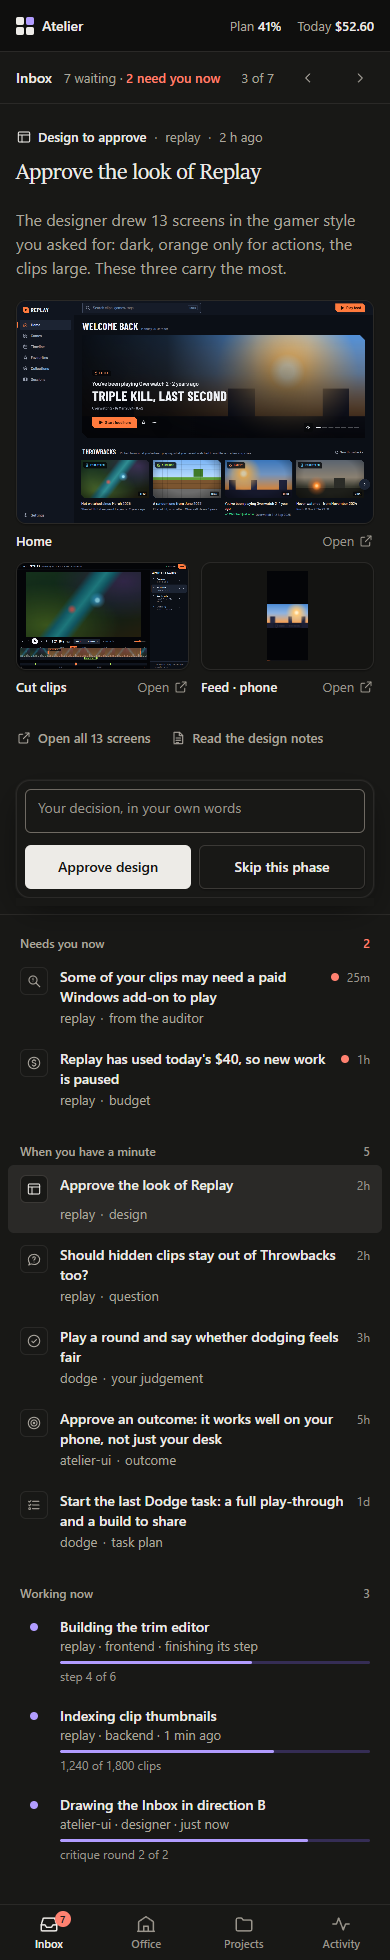 Atelier
Plan 41% Today $52.60
Inbox 7 waiting · 2 need you now 3 of 7
Design to approve · replay · 2 h ago
Approve the look of Replay
The designer drew 13 screens in the gamer style
you asked for: dark, orange only for actions, the
clips large. These three carry the most.
REPLAY
Home
WELCOME BACK
You've been playing Overwatch 2 · 2 years ago
TRIPLE KILL, LAST SECOND
THROWBACKS
Settings
Home Open
Cut clips Open
Feed · phone Open
Open all 13 screens
Read the design notes
Your decision, in your own words
Approve design
Skip this phase
Needs you now 2
Some of your clips may need a paid
Windows add-on to play
25m
replay · from the auditor
Replay has used today's $40, so new work
is paused
1h
replay · budget
When you have a minute 5
Approve the look of Replay 2h
replay · design
Should hidden clips stay out of Throwbacks
too?
2h
replay · question
Play a round and say whether dodging feels
fair
3h
dodge · your judgement
Approve an outcome: it works well on your
phone, not just your desk
5h
atelier-ui · outcome
Start the last Dodge task: a full play-through
and a build to share
1d
dodge · task plan
Working now 3
Building the trim editor
replay · frontend · finishing its step
step 4 of 6
Indexing clip thumbnails
replay · backend · 1 min ago
1,240 of 1,800 clips
Drawing the Inbox in direction B
atelier-ui · designer · just now
critique round 2 of 2
7
Inbox
Office
Projects
Activity